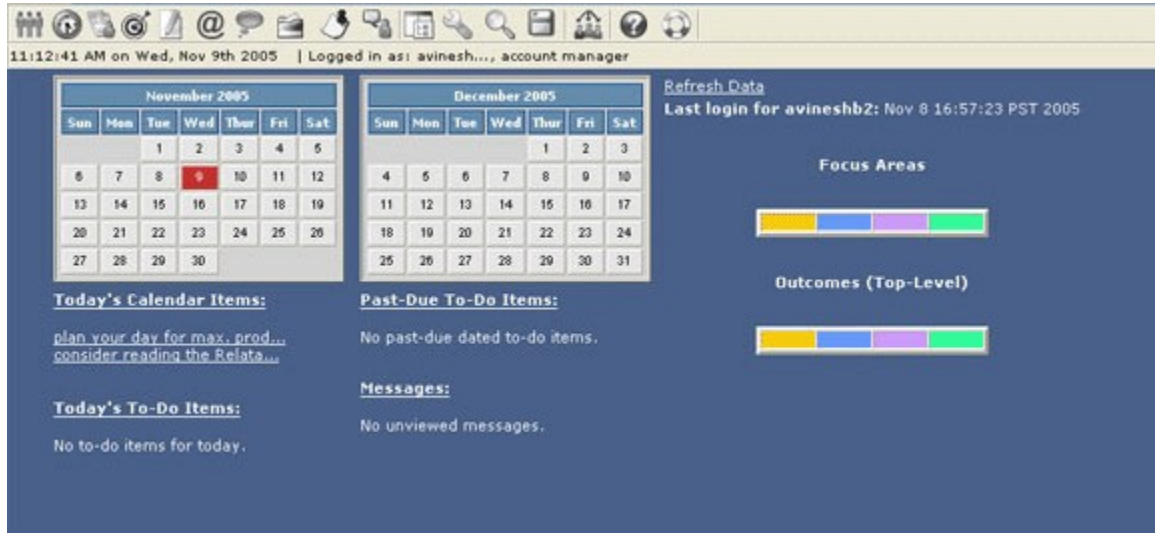 11:12:41 AM on Wed, Nov 9th 2005 | Logged in as: avinesh..., account manager
November 2005
Sun Mon Tue Wed Thur Fri Sat
1 2 3 4 5
6 7 8 9 10 11 12
13 14 15 16 17 18 19
20 21 22 23 24 25 26
27 28 29 30
December 2005
Sun Mon Tue Wed Thur Fri Sat
1 2 3
4 5 6 7 8 9 10
11 12 13 14 15 16 17
18 19 20 21 22 23 24
25 26 27 28 29 30 31
Refresh Data
Last login for avineshb2: Nov 8 16:57:23 PST 2005
Focus Areas
Outcomes (Top-Level)
Today's Calendar Items:
plan your day for max. prod...
consider reading the Relata...
Today's To-Do Items:
No to-do items for today.
Past-Due To-Do Items:
No past-due dated to-do items.
Messages:
No unviewed messages.